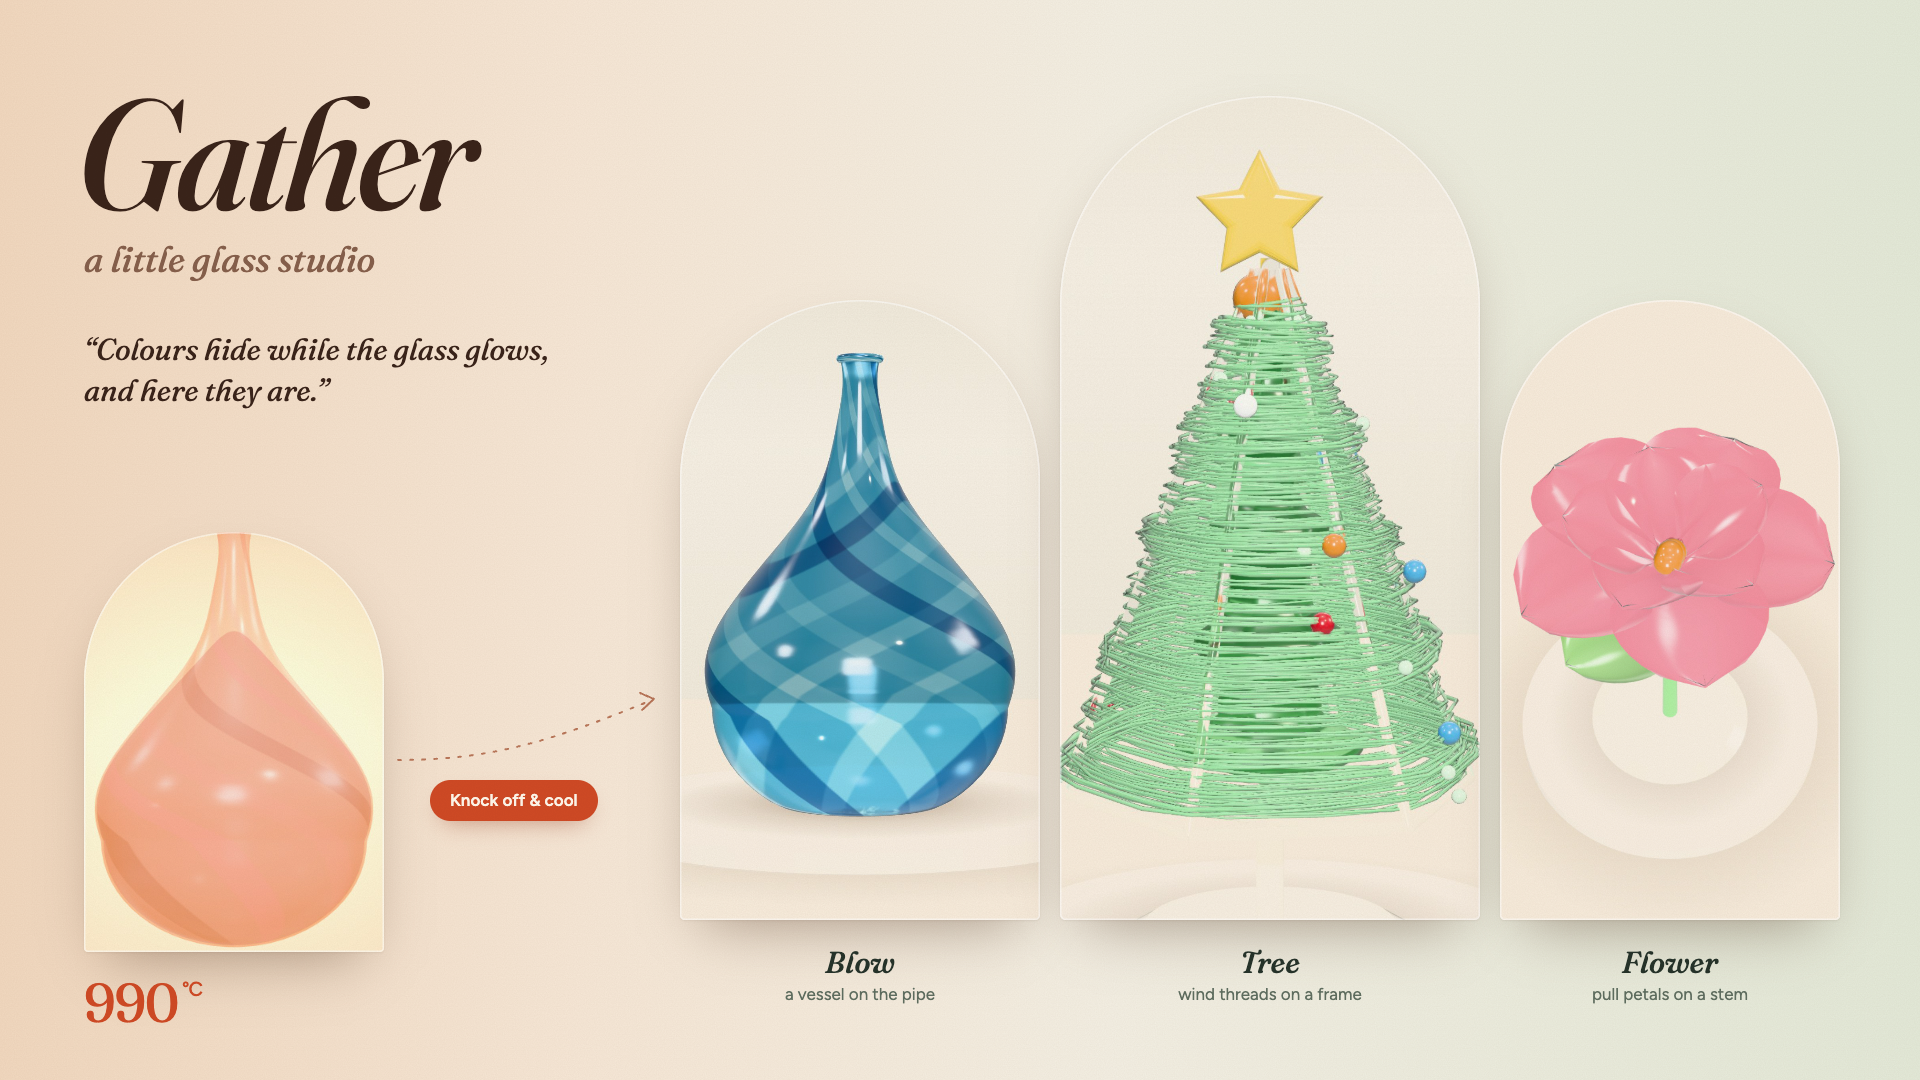 Gather
a little glass studio
“Colours hide while the glass glows,
and here they are.”
Knock off & cool
990 °C
Blow
a vessel on the pipe
Tree
wind threads on a frame
Flower
pull petals on a stem